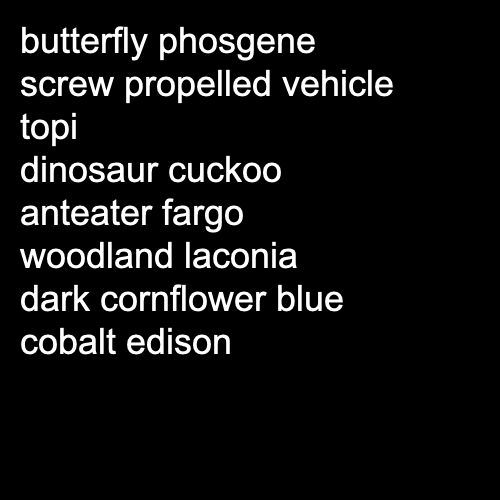 butterfly phosgene
screw propelled vehicle
topi
dinosaur cuckoo
anteater fargo
woodland laconia
dark cornflower blue
cobalt edison